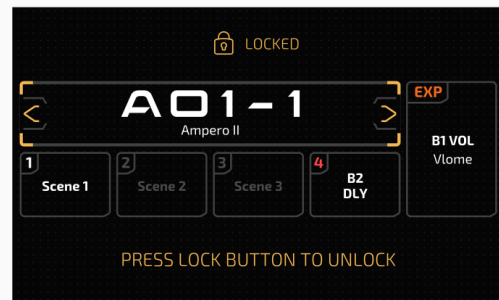 LOCKED
A01-1
Ampero II
EXP
B1 VOL
Vlome
1
Scene 1
2
Scene 2
3
Scene 3
4
B2
DLY
PRESS LOCK BUTTON TO UNLOCK